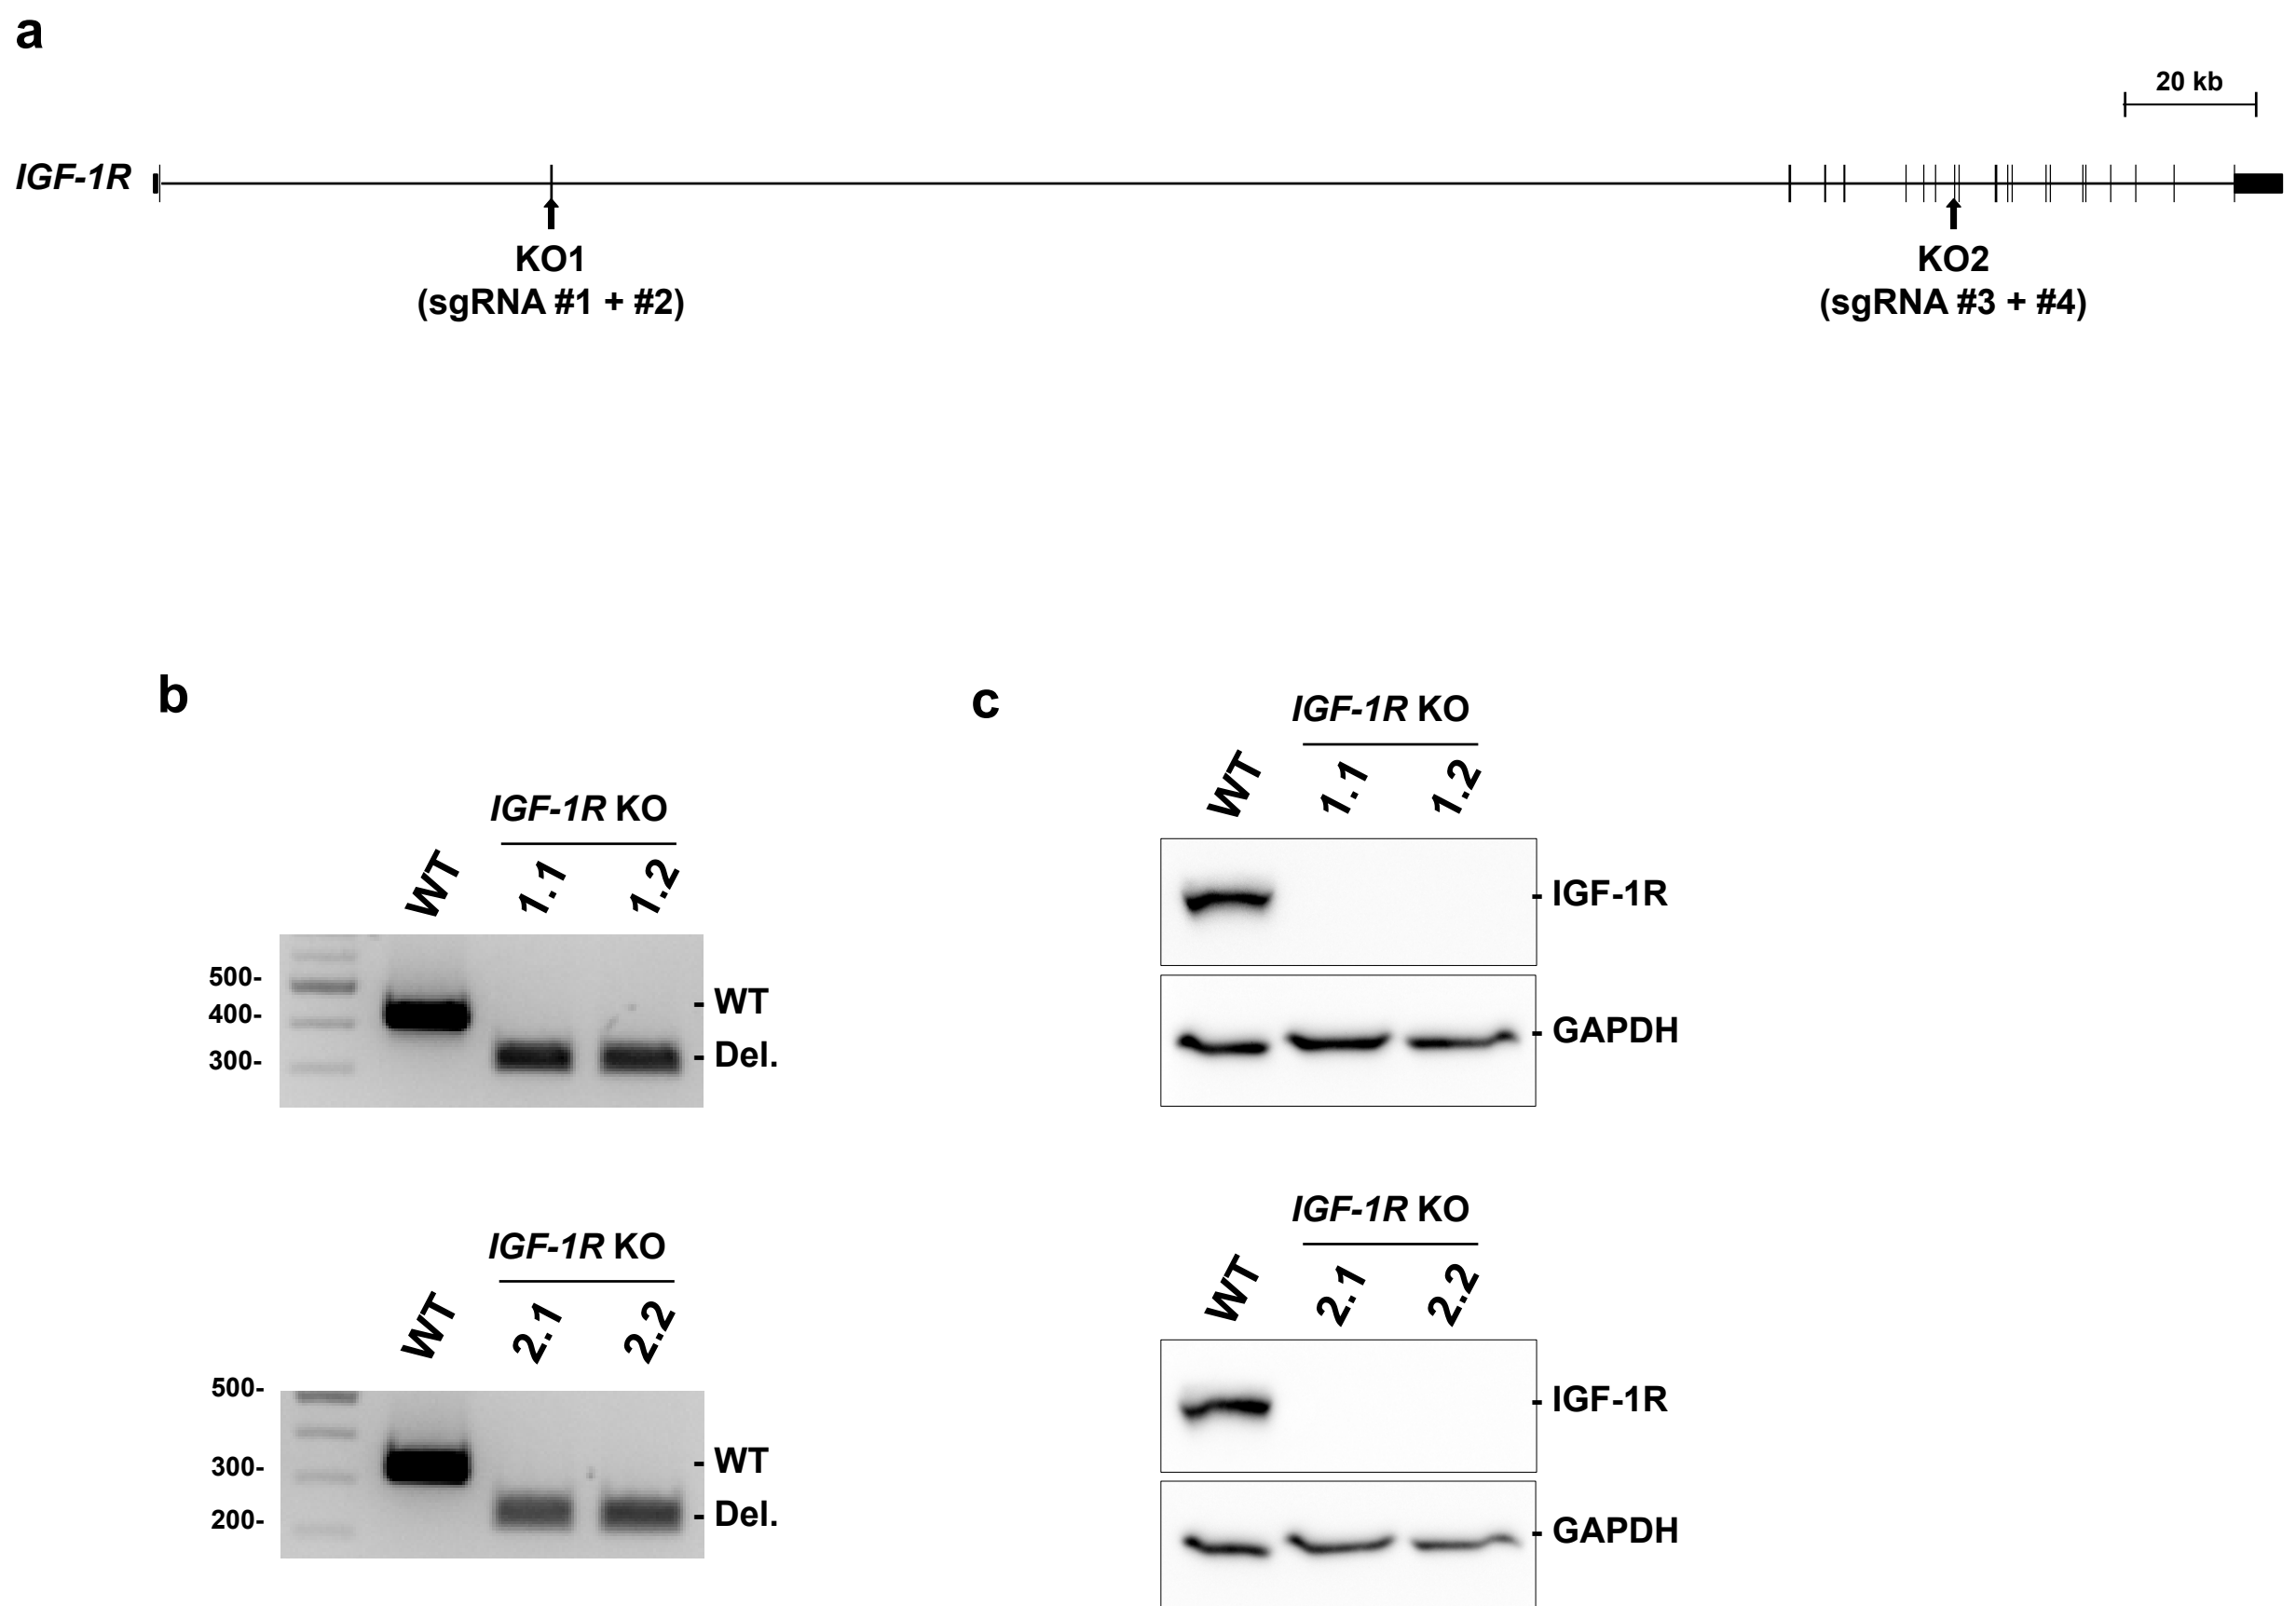 a
20 kb
IGF-1R
KO1
(sgRNA #1 + #2)
KO2
(sgRNA #3 + #4)
b
IGF-1R KO
WT
1.1
1.2
500-
400-
300-
- WT
- Del.
IGF-1R KO
WT
2.1
2.2
500-
300-
200-
- WT
- Del.
c
IGF-1R KO
WT
1.1
1.2
- IGF-1R
- GAPDH
IGF-1R KO
WT
2.1
2.2
- IGF-1R
- GAPDH